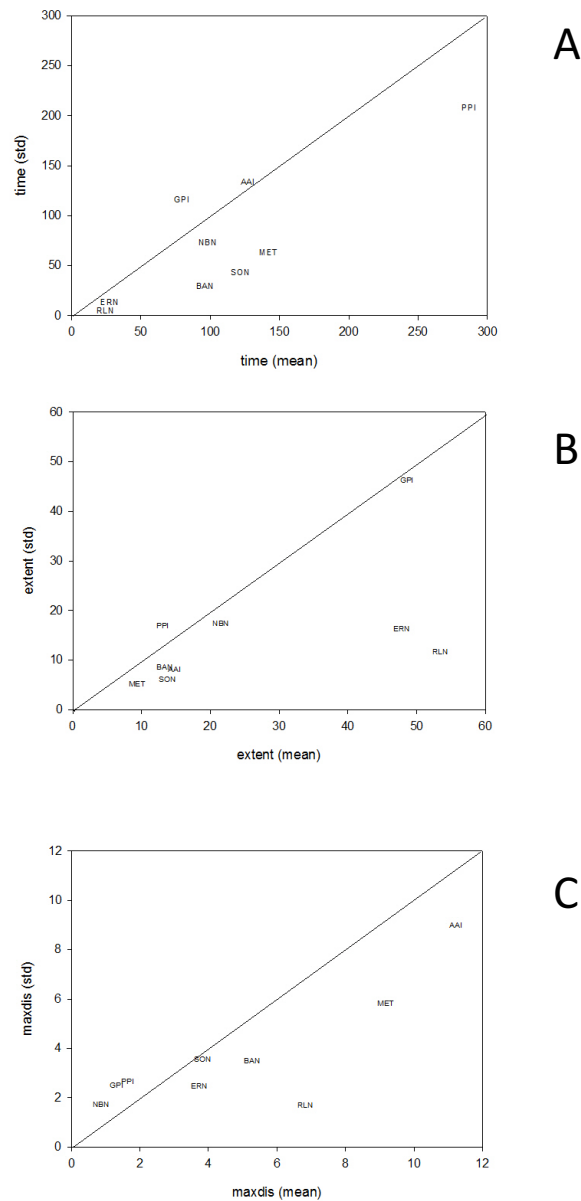 A
300
250
200
150
100
50
0
time (std)
PPI
AAI
GPI
NBN
MET
SON
BAN
ERN
RLN
0 50 100 150 200 250 300
time (mean)
B
60
50
40
30
20
10
0
extent (std)
GPI
PPI
NBN
ERN
RLN
BAN
AAI
SON
MET
0 10 20 30 40 50 60
extent (mean)
C
12
10
8
6
4
2
0
maxdis (std)
AAI
MET
SON
BAN
PPI
GPI
ERN
NBN
RLN
0 2 4 6 8 10 12
maxdis (mean)